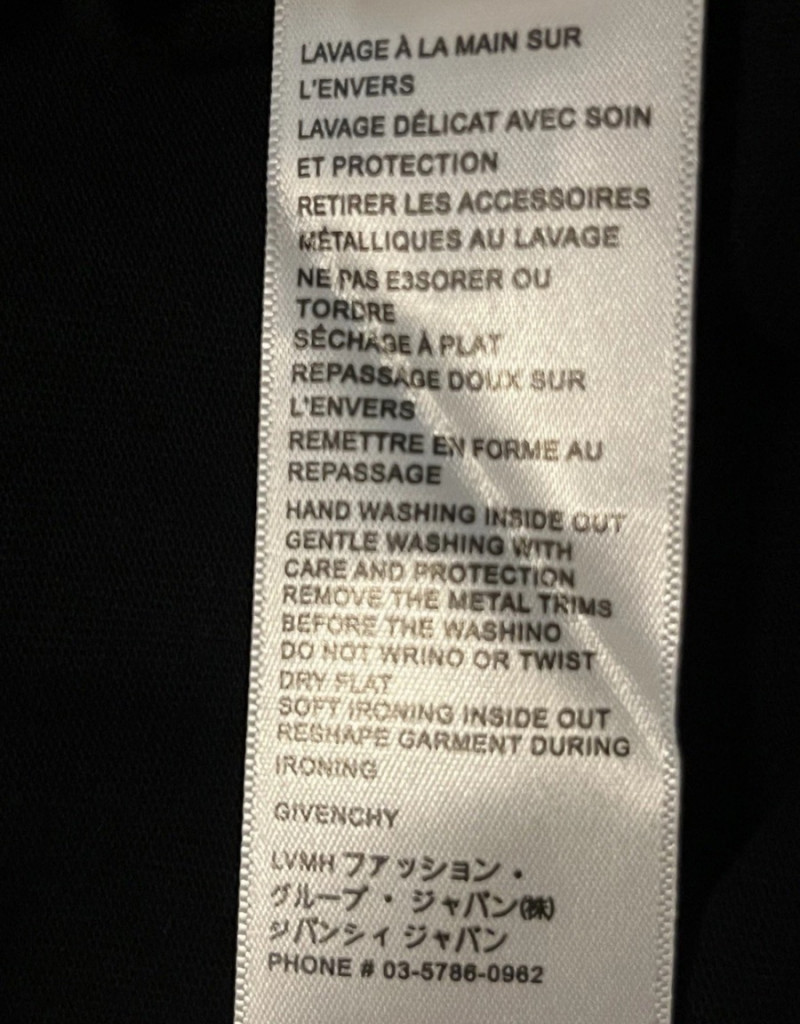 LAVAGE À LA MAIN SUR
L'ENVERS
LAVAGE DÉLICAT AVEC SOIN
ET PROTECTION
RETIRER LES ACCESSOIRES
MÉTALLIQUES AU LAVAGE
NE PAS E3SORER OU
TORDRE
SÉCHAGE À PLAT
REPASSAGE DOUX SUR
L'ENVERS
REMETTRE EN FORME AU
REPASSAGE
HAND WASHING INSIDE OUT
GENTLE WASHING WITH
CARE AND PROTECTION
REMOVE THE METAL TRIMS
BEFORE THE WASHINO
DO NOT WRINO OR TWIST
DRY FLAT
SOFT IRONING INSIDE OUT
RESHAPE GARMENT DURING
IRONING
GIVENCHY
LVMH ファッション・
グループ・ジャパン㈱
ジバンシィ ジャパン
PHONE # 03-5786-0962